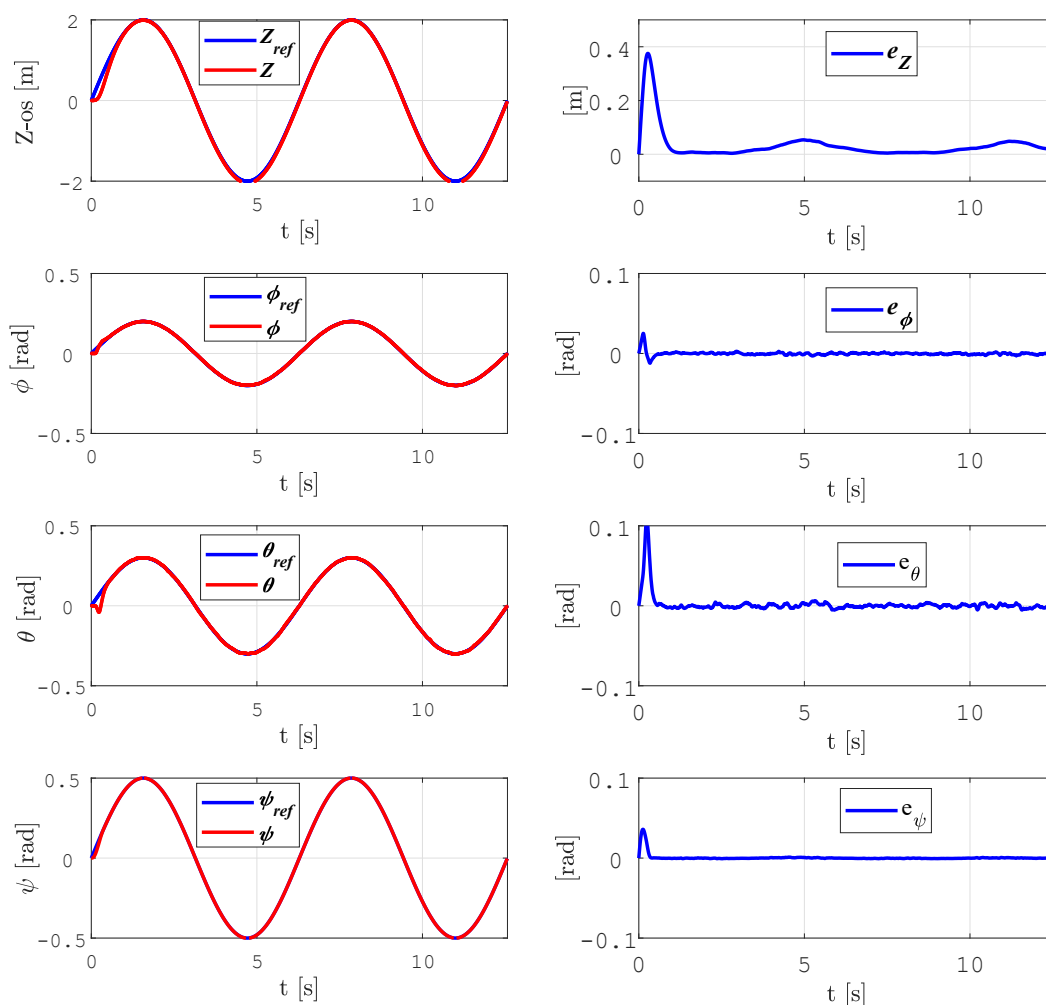 2
0
-2
Z-os [m]
Z_ref
Z
0 5 10
t [s]
0.4
0.2
0
[m]
e_Z
0 5 10
t [s]
0.5
0
-0.5
ϕ [rad]
ϕ_ref
ϕ
0 5 10
t [s]
0.1
0
-0.1
[rad]
e_ϕ
0 5 10
t [s]
0.5
0
-0.5
θ [rad]
θ_ref
θ
0 5 10
t [s]
0.1
0
-0.1
[rad]
e_θ
0 5 10
t [s]
0.5
0
-0.5
ψ [rad]
ψ_ref
ψ
0 5 10
t [s]
0.1
0
-0.1
[rad]
e_ψ
0 5 10
t [s]